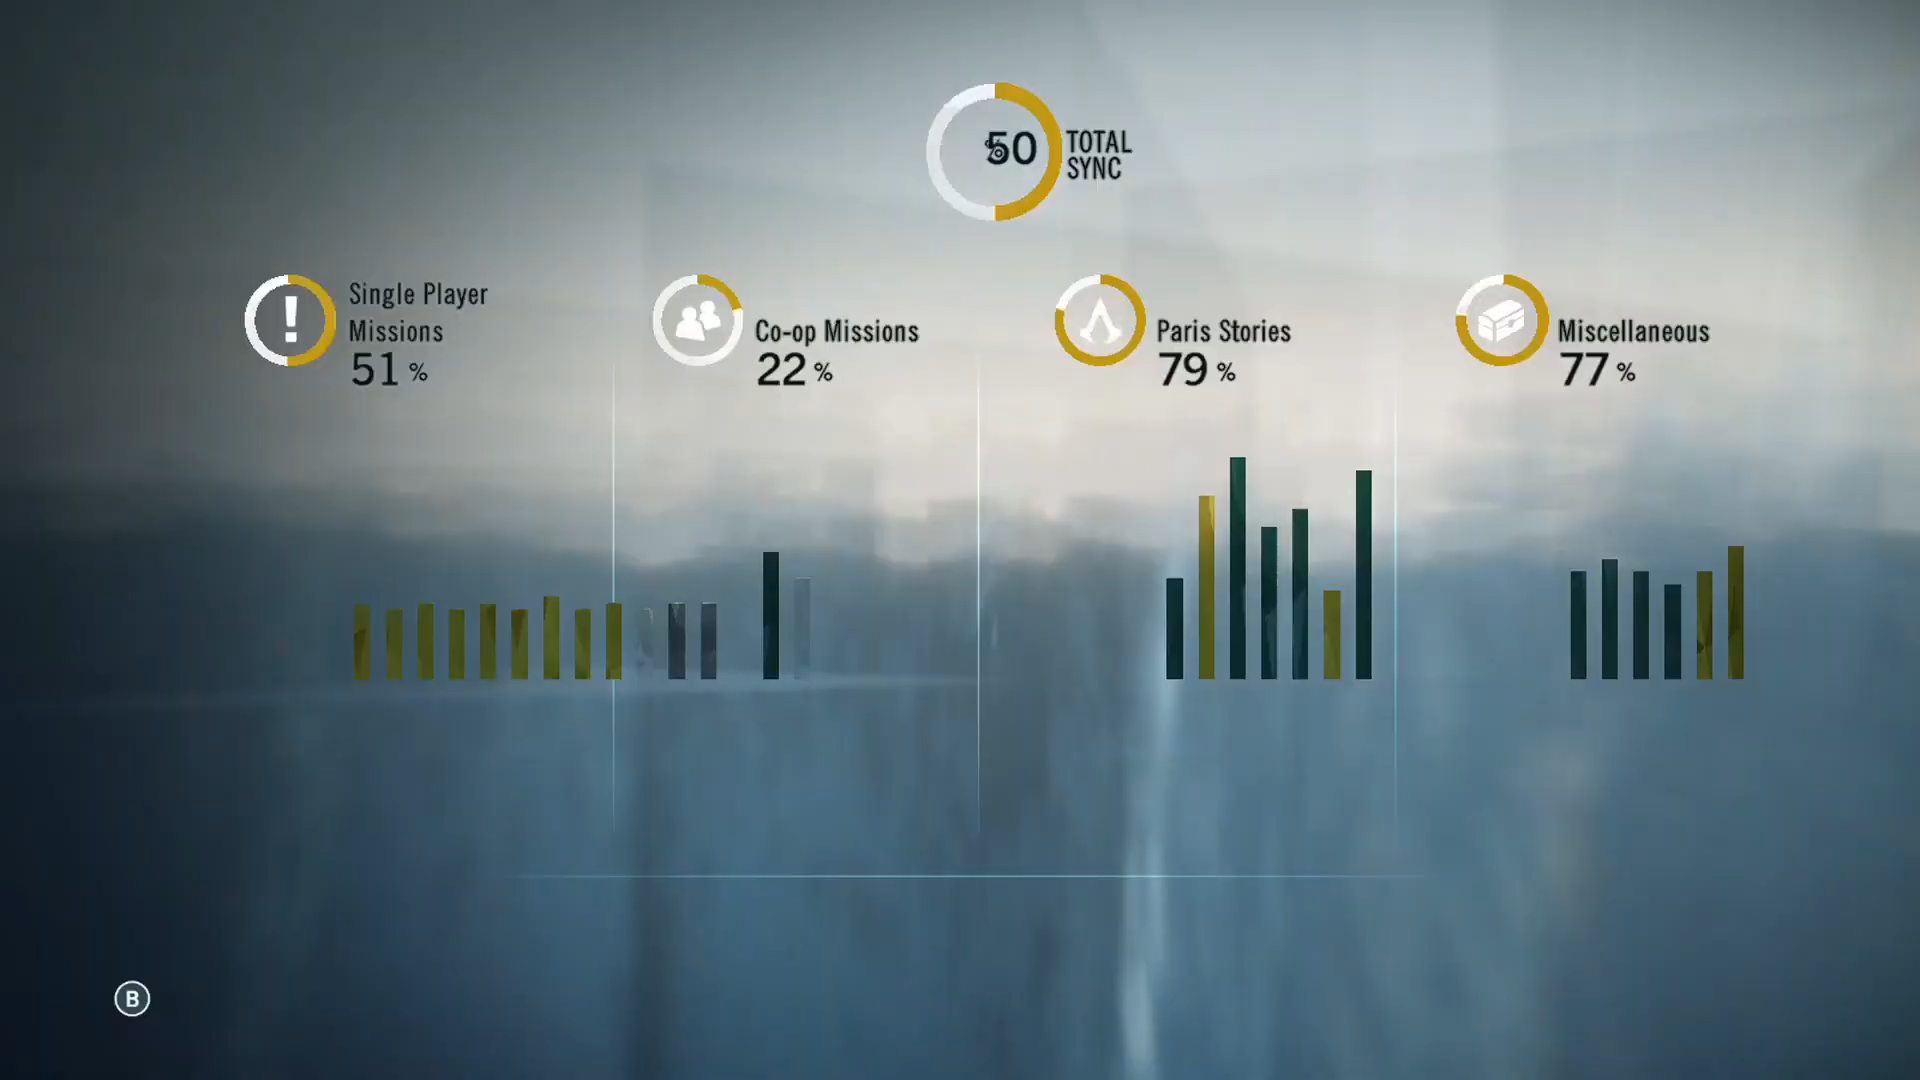 50 %
TOTAL
SYNC
Single Player
Missions
51 %
Co-op Missions
22 %
Paris Stories
79 %
Miscellaneous
77 %
B